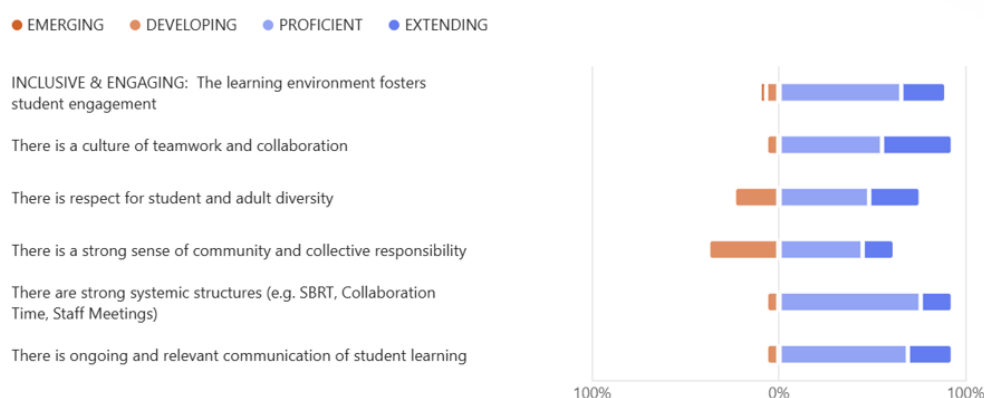 EMERGING DEVELOPING PROFICIENT EXTENDING
INCLUSIVE & ENGAGING: The learning environment fosters
student engagement
There is a culture of teamwork and collaboration
There is respect for student and adult diversity
There is a strong sense of community and collective responsibility
There are strong systemic structures (e.g. SBRT, Collaboration
Time, Staff Meetings)
There is ongoing and relevant communication of student learning
100% 0% 100%